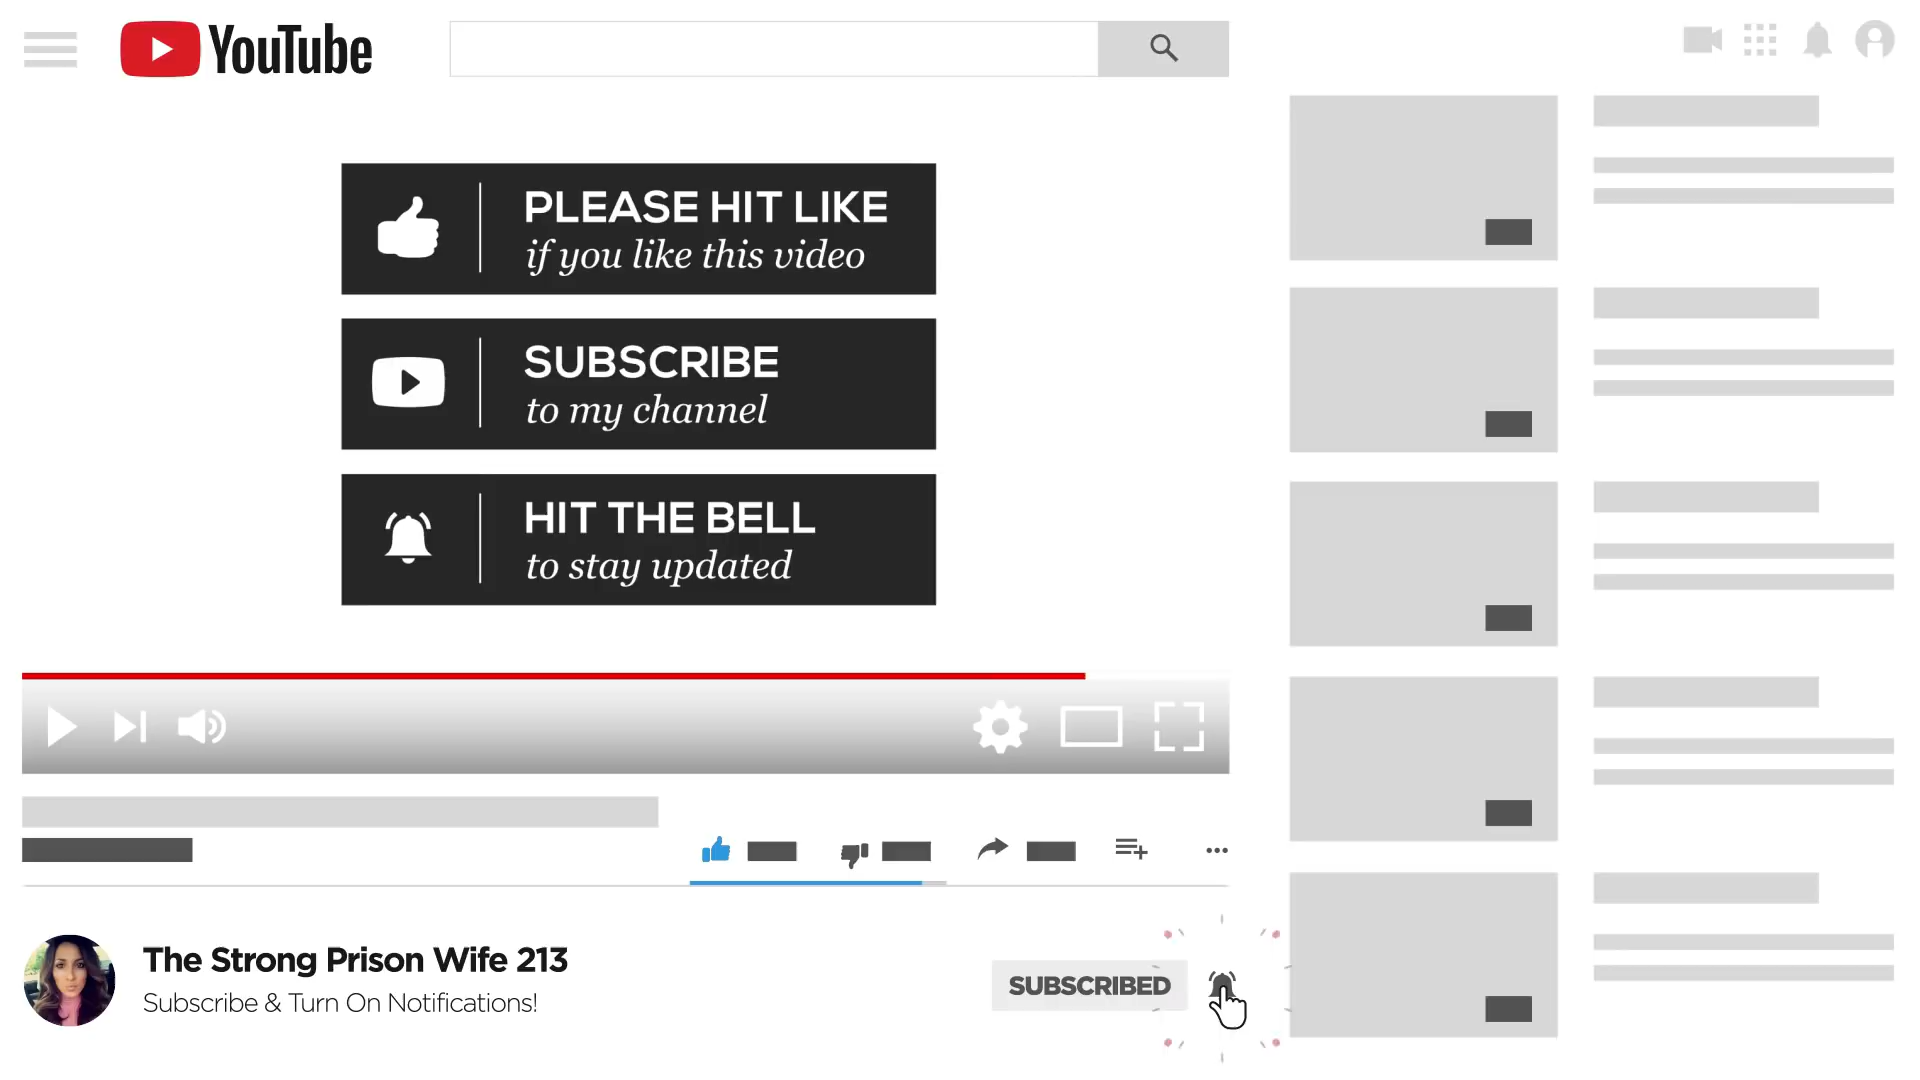 YouTube
PLEASE HIT LIKE
if you like this video
SUBSCRIBE
to my channel
HIT THE BELL
to stay updated
The Strong Prison Wife 213
Subscribe & Turn On Notifications!
SUBSCRIBED